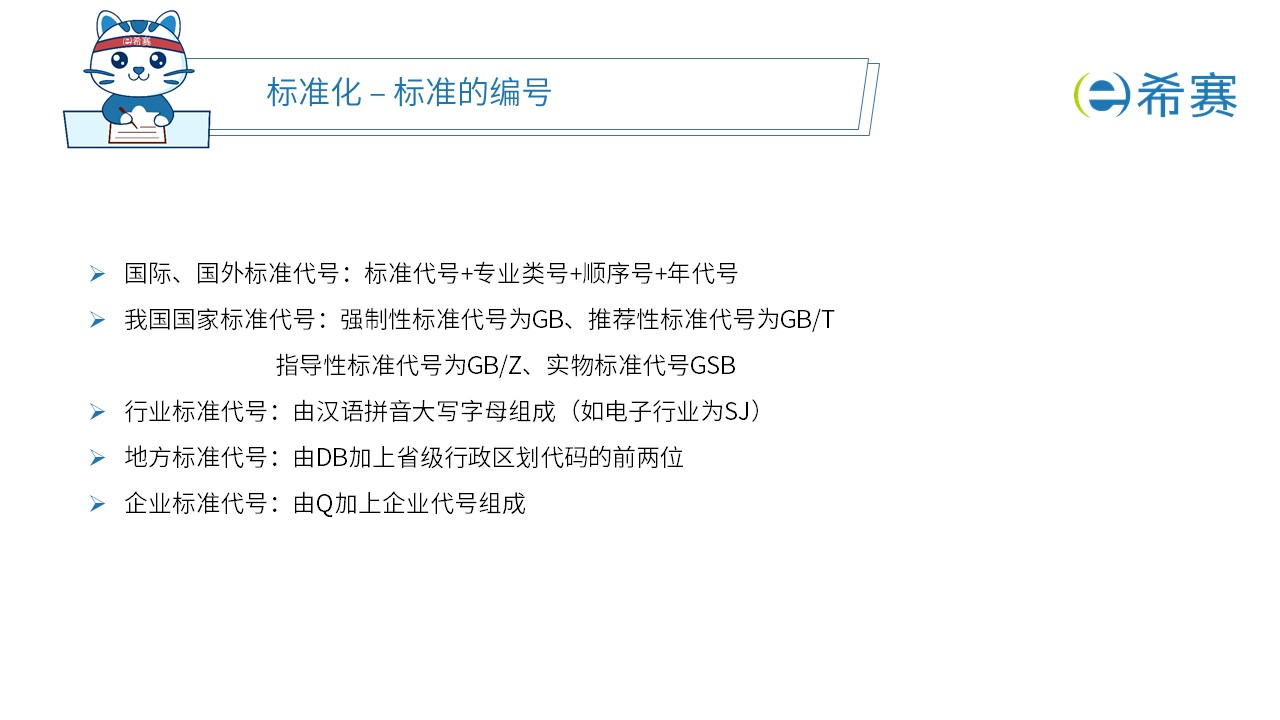 希赛
标准化 – 标准的编号
希赛
国际、国外标准代号：标准代号+专业类号+顺序号+年代号
我国国家标准代号：强制性标准代号为GB、推荐性标准代号为GB/T
指导性标准代号为GB/Z、实物标准代号GSB
行业标准代号：由汉语拼音大写字母组成（如电子行业为SJ）
地方标准代号：由DB加上省级行政区划代码的前两位
企业标准代号：由Q加上企业代号组成